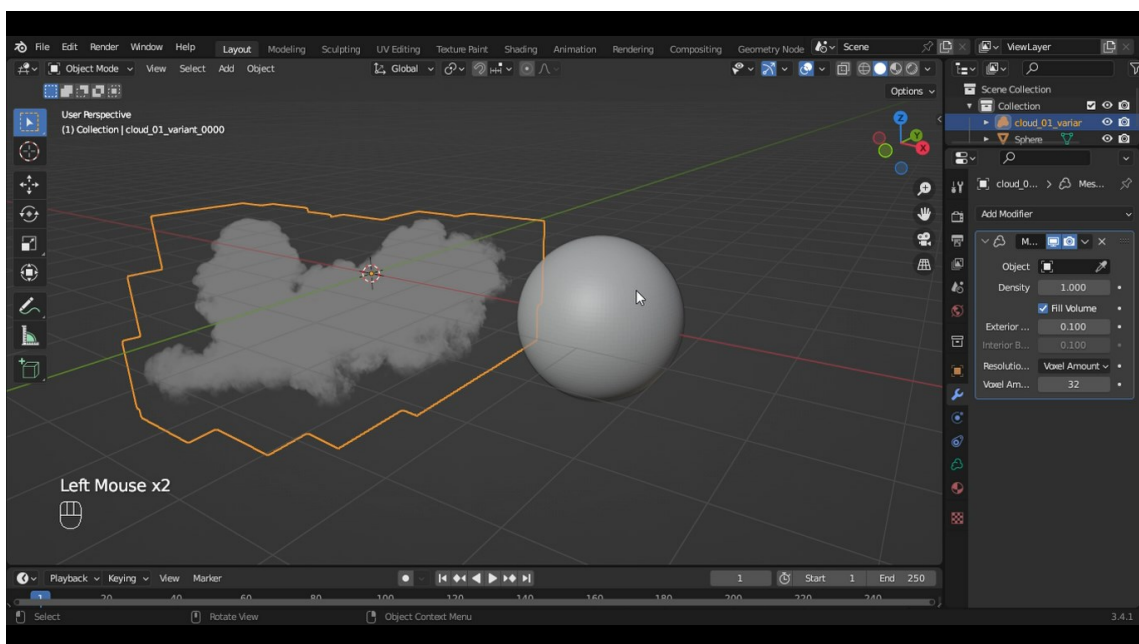 File Edit Render Window Help Layout Modeling Sculpting UV Editing Texture Paint Shading Animation Rendering Compositing Geometry Node Scene ViewLayer
Object Mode View Select Add Object Global
Options
User Perspective
(1) Collection | cloud_01_variant_0000
Z
Y
X
Scene Collection
Collection
cloud_01_variar
Sphere
cloud_0... > Mes...
Add Modifier
M...
Object
Density 1.000
Fill Volume
Exterior ... 0.100
Interior B... 0.100
Resolutio... Voxel Amount
Voxel Am... 32
Left Mouse x2
Playback Keying View Marker 1 Start 1 End 250
1 20 40 60 80 100 120 140 160 180 200 220 240
Select Rotate View Object Context Menu 3.4.1